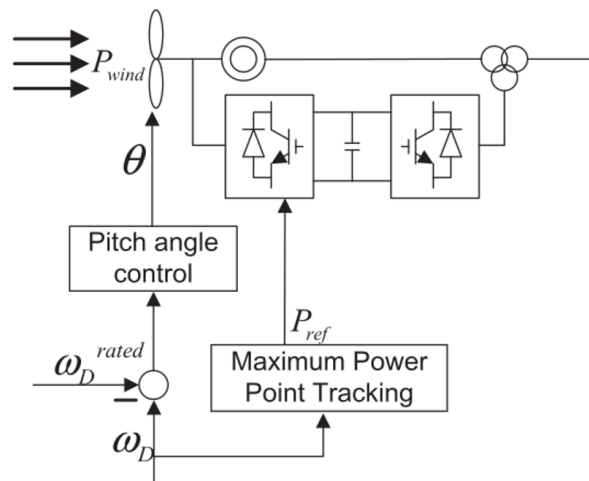 P_wind
θ
Pitch angle
control
P_ref
Maximum Power
Point Tracking
ω_D^rated
−
ω_D